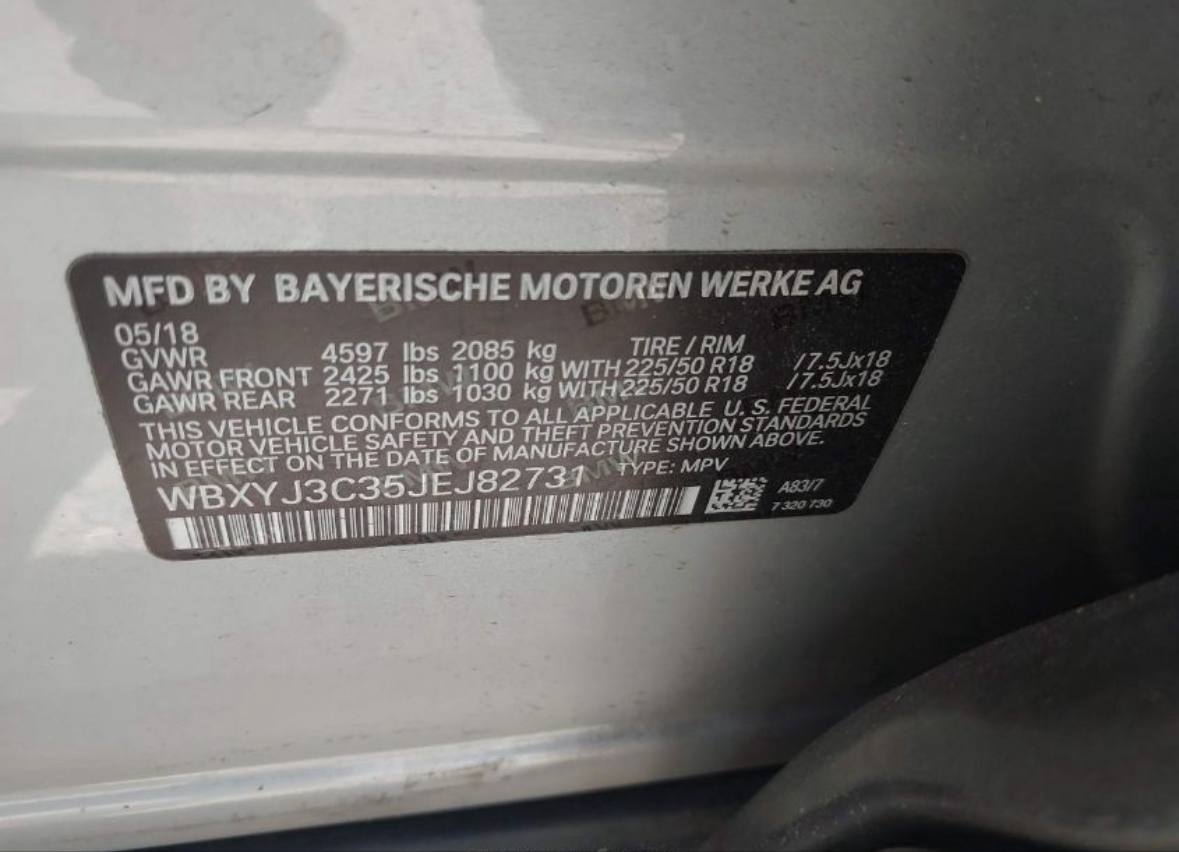 MFD BY BAYERISCHE MOTOREN WERKE AG
05/18
GVWR 4597 lbs 2085 kg TIRE / RIM
GAWR FRONT 2425 lbs 1100 kg WITH 225/50 R18 /7.5Jx18
GAWR REAR 2271 lbs 1030 kg WITH 225/50 R18 /7.5Jx18
THIS VEHICLE CONFORMS TO ALL APPLICABLE U. S. FEDERAL
MOTOR VEHICLE SAFETY AND THEFT PREVENTION STANDARDS
IN EFFECT ON THE DATE OF MANUFACTURE SHOWN ABOVE.
WBXYJ3C35JEJ82731 TYPE: MPV
A83/7
7 320 730